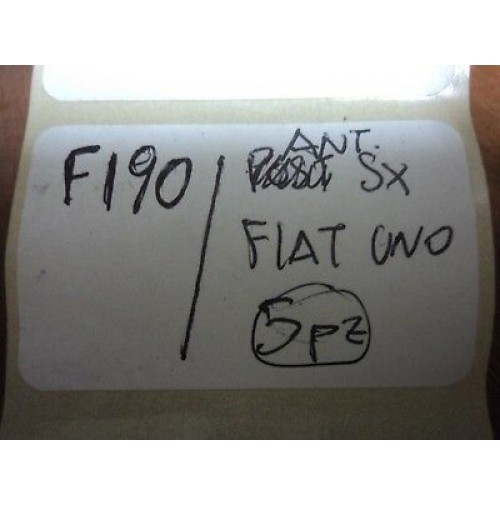 F190 / ANT.
SX
FIAT UNO
5pz